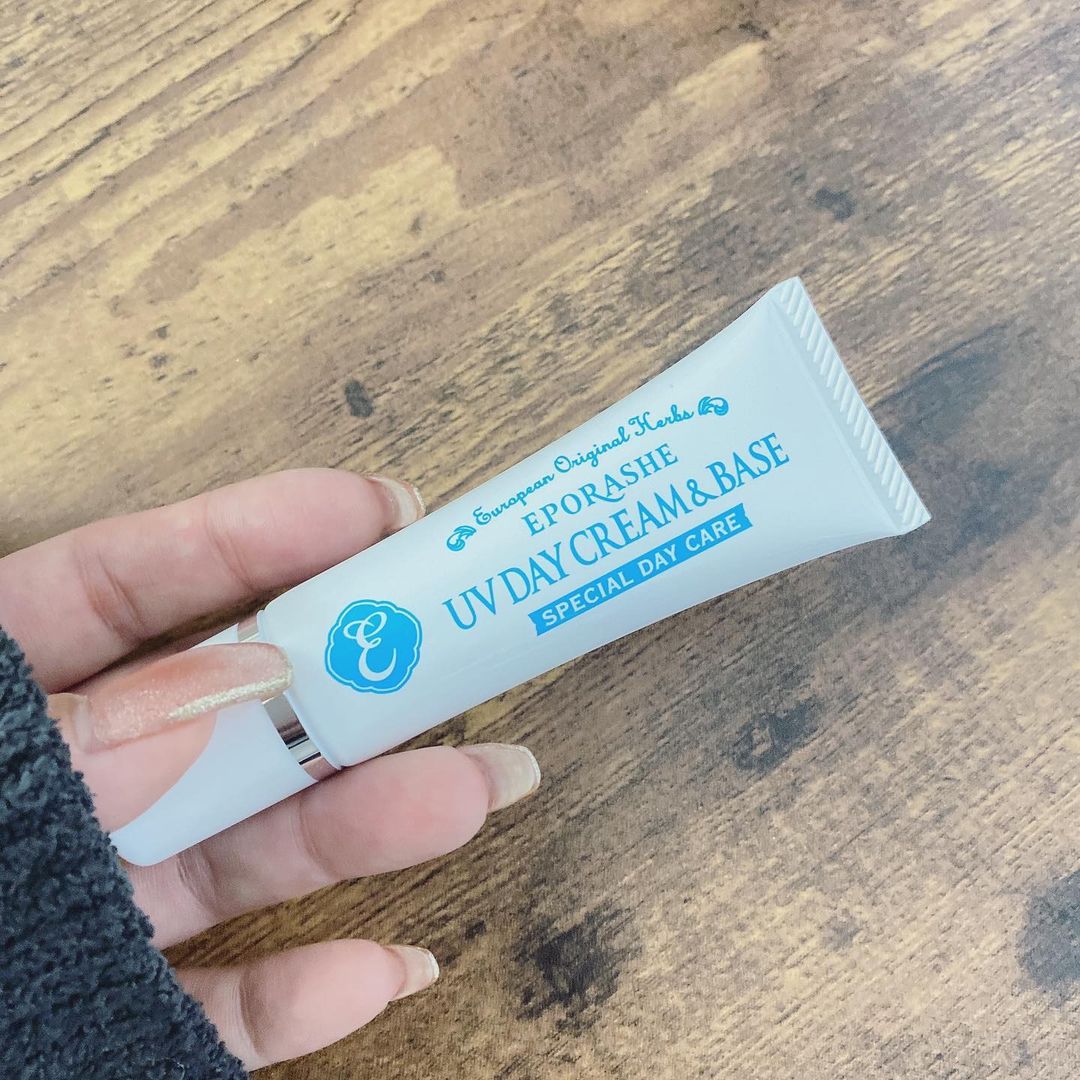 European Original Herbs
EPORASHE
UV DAY CREAM & BASE
SPECIAL DAY CARE
E